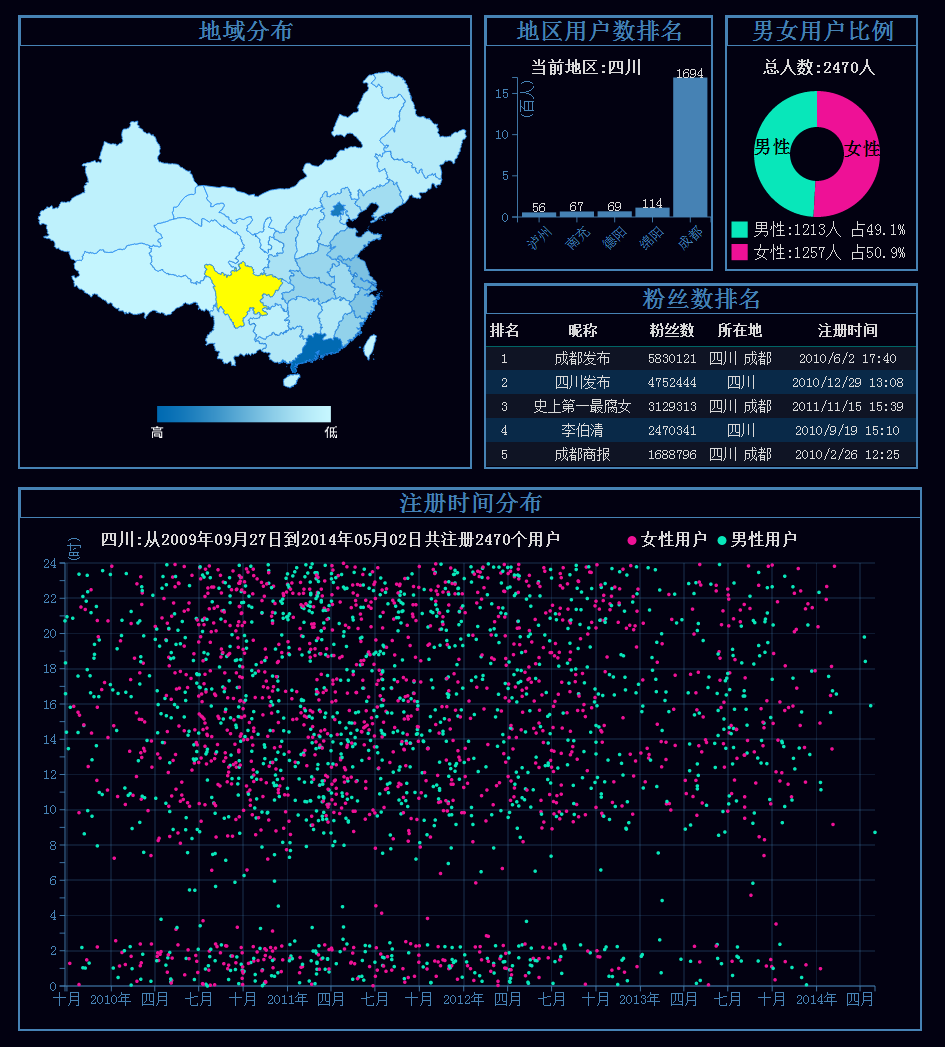 地域分布
高 低
地区用户数排名
当前地区:四川
(百人)
15
10
5
0
56 67 69 114 1694
泸州 南充 德阳 绵阳 成都
男女用户比例
总人数:2470人
男性 女性
男性:1213人 占49.1%
女性:1257人 占50.9%
粉丝数排名
排名 昵称 粉丝数 所在地 注册时间
1 成都发布 5830121 四川 成都 2010/6/2 17:40
2 四川发布 4752444 四川 2010/12/29 13:08
3 史上第一最腐女 3129313 四川 成都 2011/11/15 15:39
4 李伯清 2470341 四川 2010/9/19 15:10
5 成都商报 1688796 四川 成都 2010/2/26 12:25
注册时间分布
四川:从2009年09月27日到2014年05月02日共注册2470个用户
女性用户 男性用户
(时)
24
22
20
18
16
14
12
10
8
6
4
2
0
十月 2010年 四月 七月 十月 2011年 四月 七月 十月 2012年 四月 七月 十月 2013年 四月 七月 十月 2014年 四月